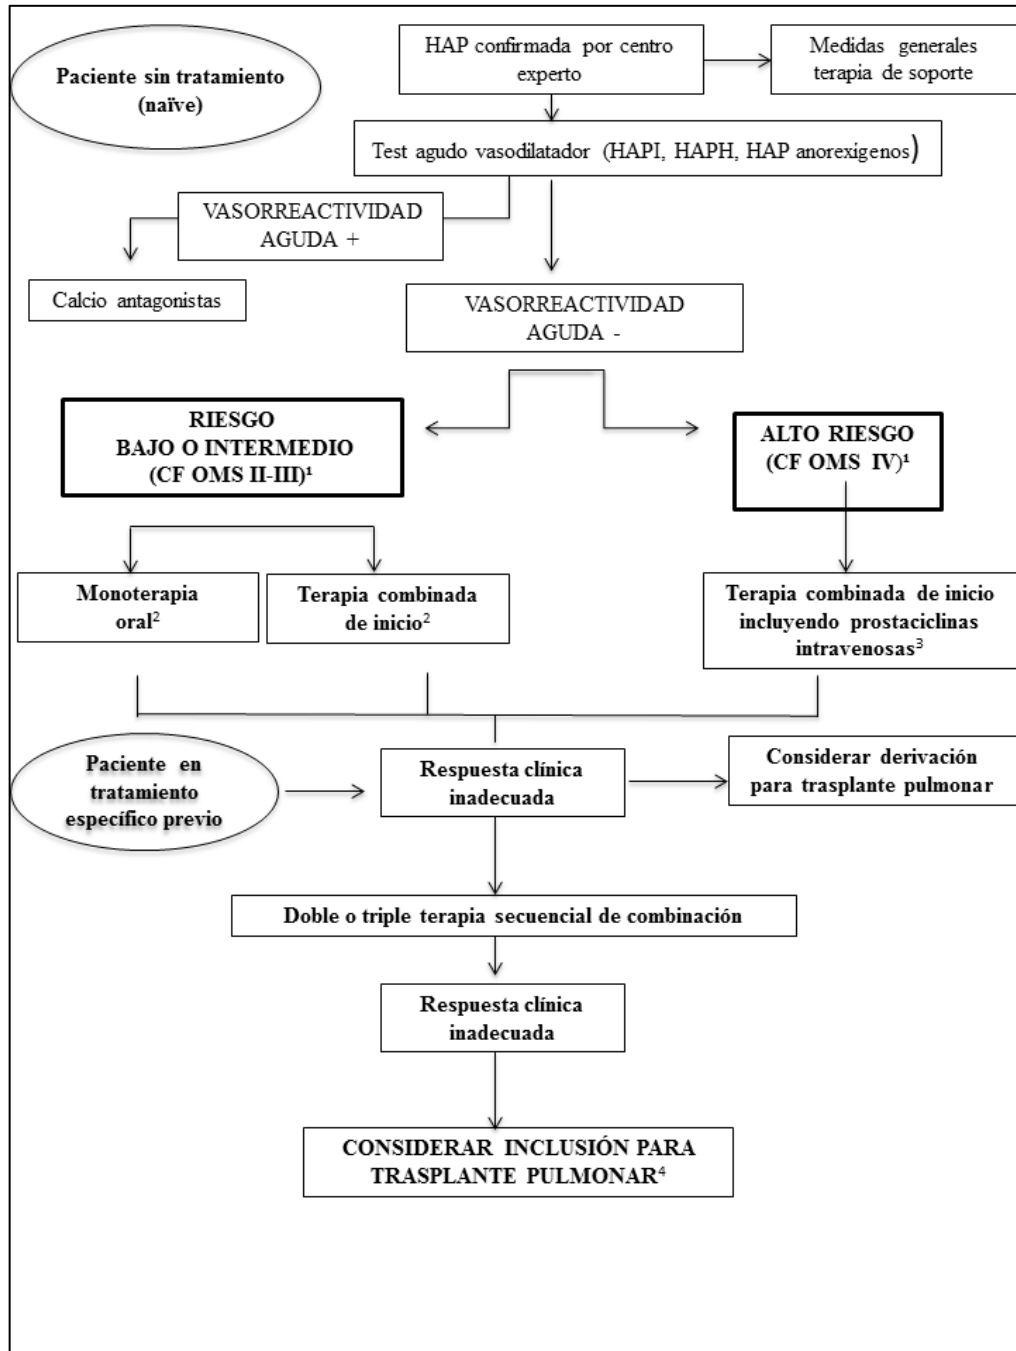 Paciente sin tratamiento
(naïve)
HAP confirmada por centro
experto
Medidas generales
terapia de soporte
Test agudo vasodilatador (HAPI, HAPH, HAP anorexigenos)
VASORREACTIVIDAD
AGUDA +
Calcio antagonistas
VASORREACTIVIDAD
AGUDA -
RIESGO
BAJO O INTERMEDIO
(CF OMS II-III)¹
ALTO RIESGO
(CF OMS IV)¹
Monoterapia
oral²
Terapia combinada
de inicio²
Terapia combinada de inicio
incluyendo prostaciclinas
intravenosas³
Paciente en
tratamiento
específico previo
Respuesta clínica
inadecuada
Considerar derivación
para trasplante pulmonar
Doble o triple terapia secuencial de combinación
Respuesta clínica
inadecuada
CONSIDERAR INCLUSIÓN PARA
TRASPLANTE PULMONAR⁴